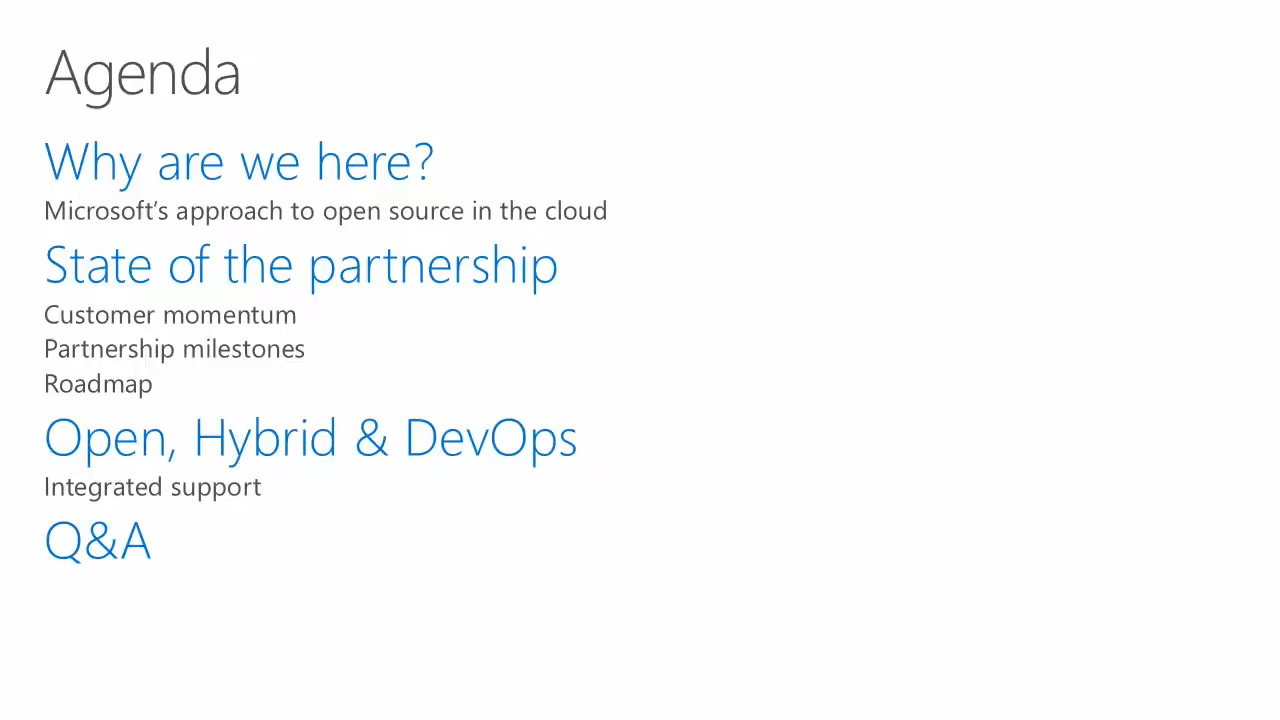 Agenda
Why are we here?
Microsoft’s approach to open source in the cloud
State of the partnership
Customer momentum
Partnership milestones
Roadmap
Open, Hybrid & DevOps
Integrated support
Q&A